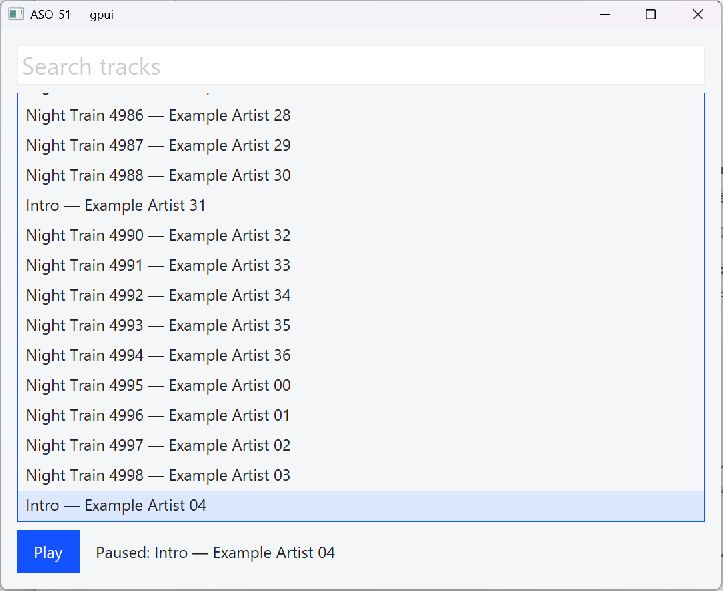 ASO 51 — gpui
Search tracks
Night Train 4986 — Example Artist 28
Night Train 4987 — Example Artist 29
Night Train 4988 — Example Artist 30
Intro — Example Artist 31
Night Train 4990 — Example Artist 32
Night Train 4991 — Example Artist 33
Night Train 4992 — Example Artist 34
Night Train 4993 — Example Artist 35
Night Train 4994 — Example Artist 36
Night Train 4995 — Example Artist 00
Night Train 4996 — Example Artist 01
Night Train 4997 — Example Artist 02
Night Train 4998 — Example Artist 03
Intro — Example Artist 04
Play
Paused: Intro — Example Artist 04